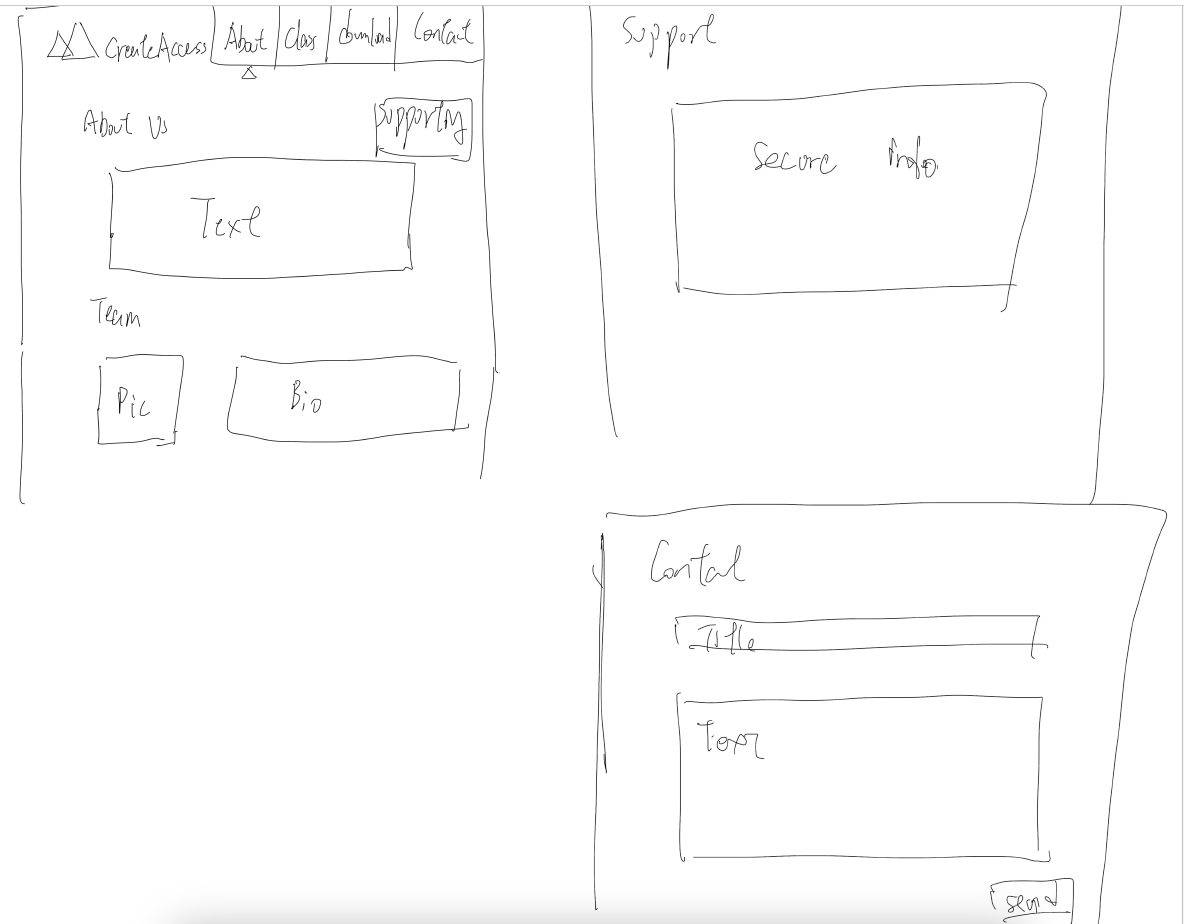 CreateAccess About Class download Contact
About Us
Supporting
Text
Team
Pic
Bio
Support
Secure Info
Contact
Title
Text
send